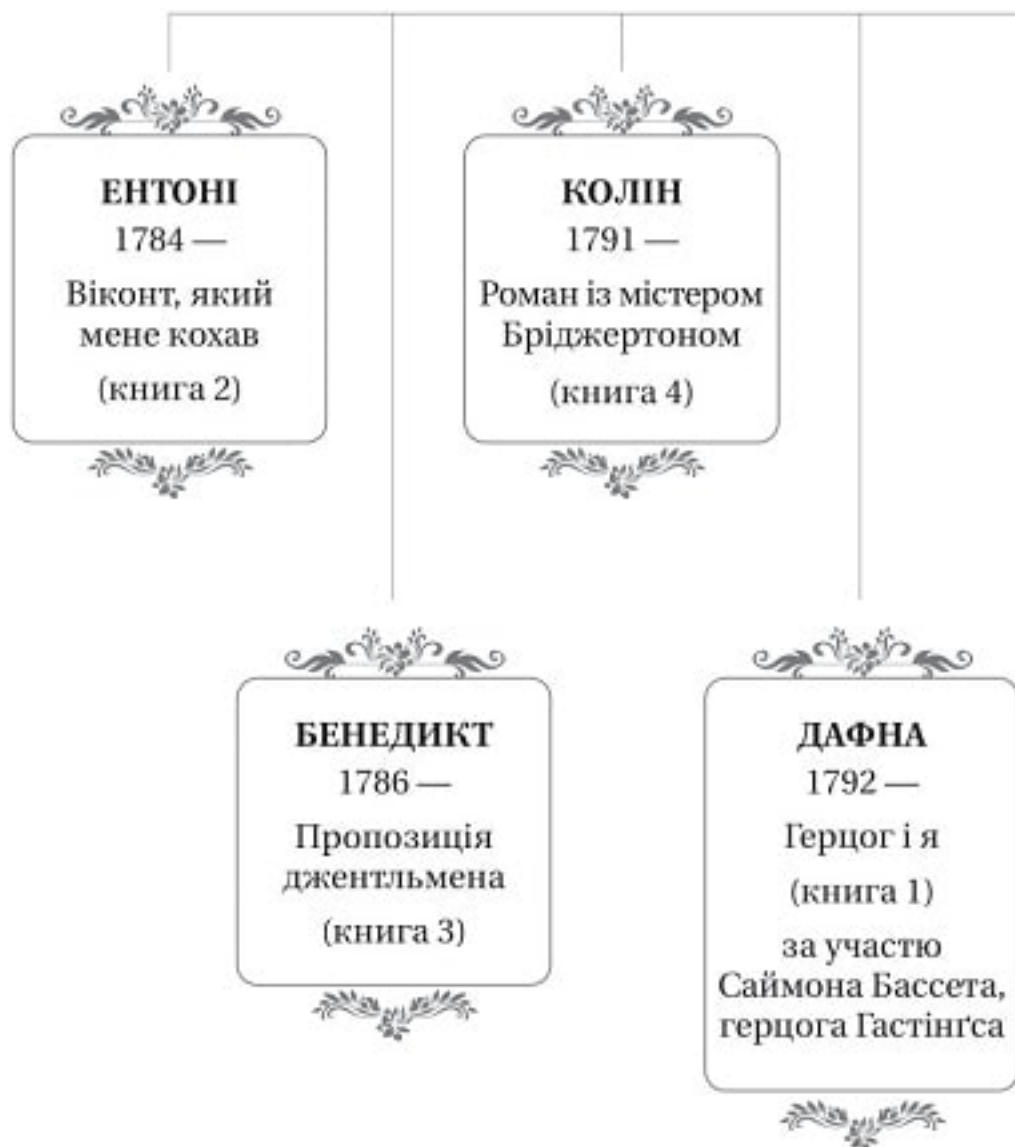 ЕНТОНІ
1784 —
Віконт, який
мене кохав
(книга 2)
КОЛІН
1791 —
Роман із містером
Бріджертоном
(книга 4)
БЕНЕДИКТ
1786 —
Пропозиція
джентльмена
(книга 3)
ДАФНА
1792 —
Герцог і я
(книга 1)
за участю
Саймона Бассета,
герцога Гастінґса